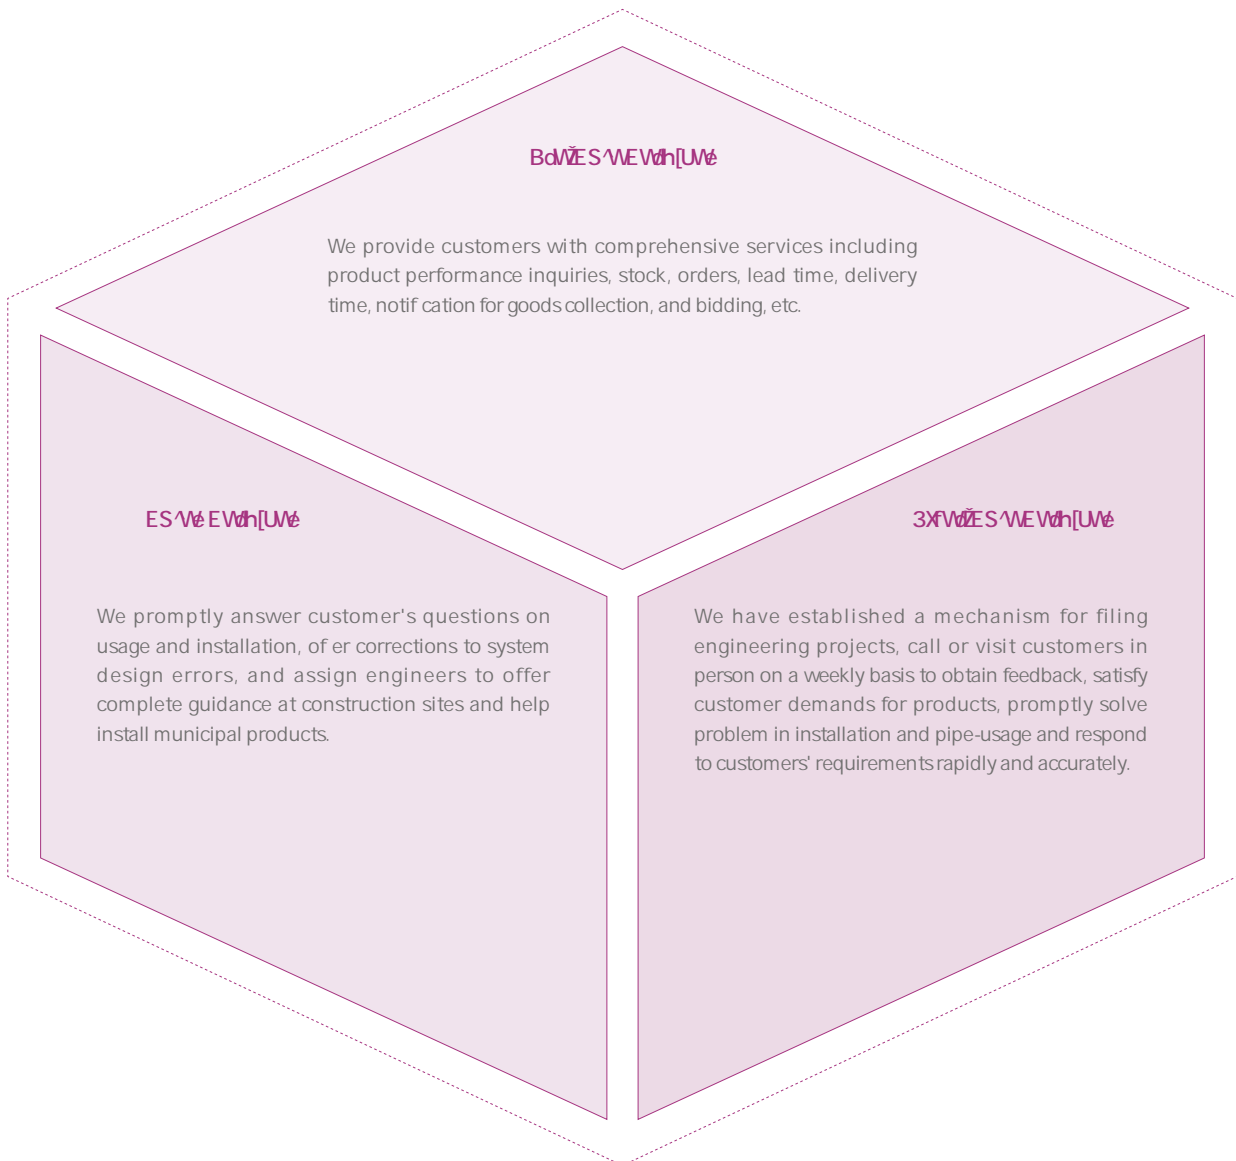 We provide customers with comprehensive services including
product performance inquiries, stock, orders, lead time, delivery
time, notif cation for goods collection, and bidding, etc.
We promptly answer customer's questions on
usage and installation, of er corrections to system
design errors, and assign engineers to offer
complete guidance at construction sites and help
install municipal products.
We have established a mechanism for filing
engineering projects, call or visit customers in
person on a weekly basis to obtain feedback, satisfy
customer demands for products, promptly solve
problem in installation and pipe-usage and respond
to customers' requirements rapidly and accurately.